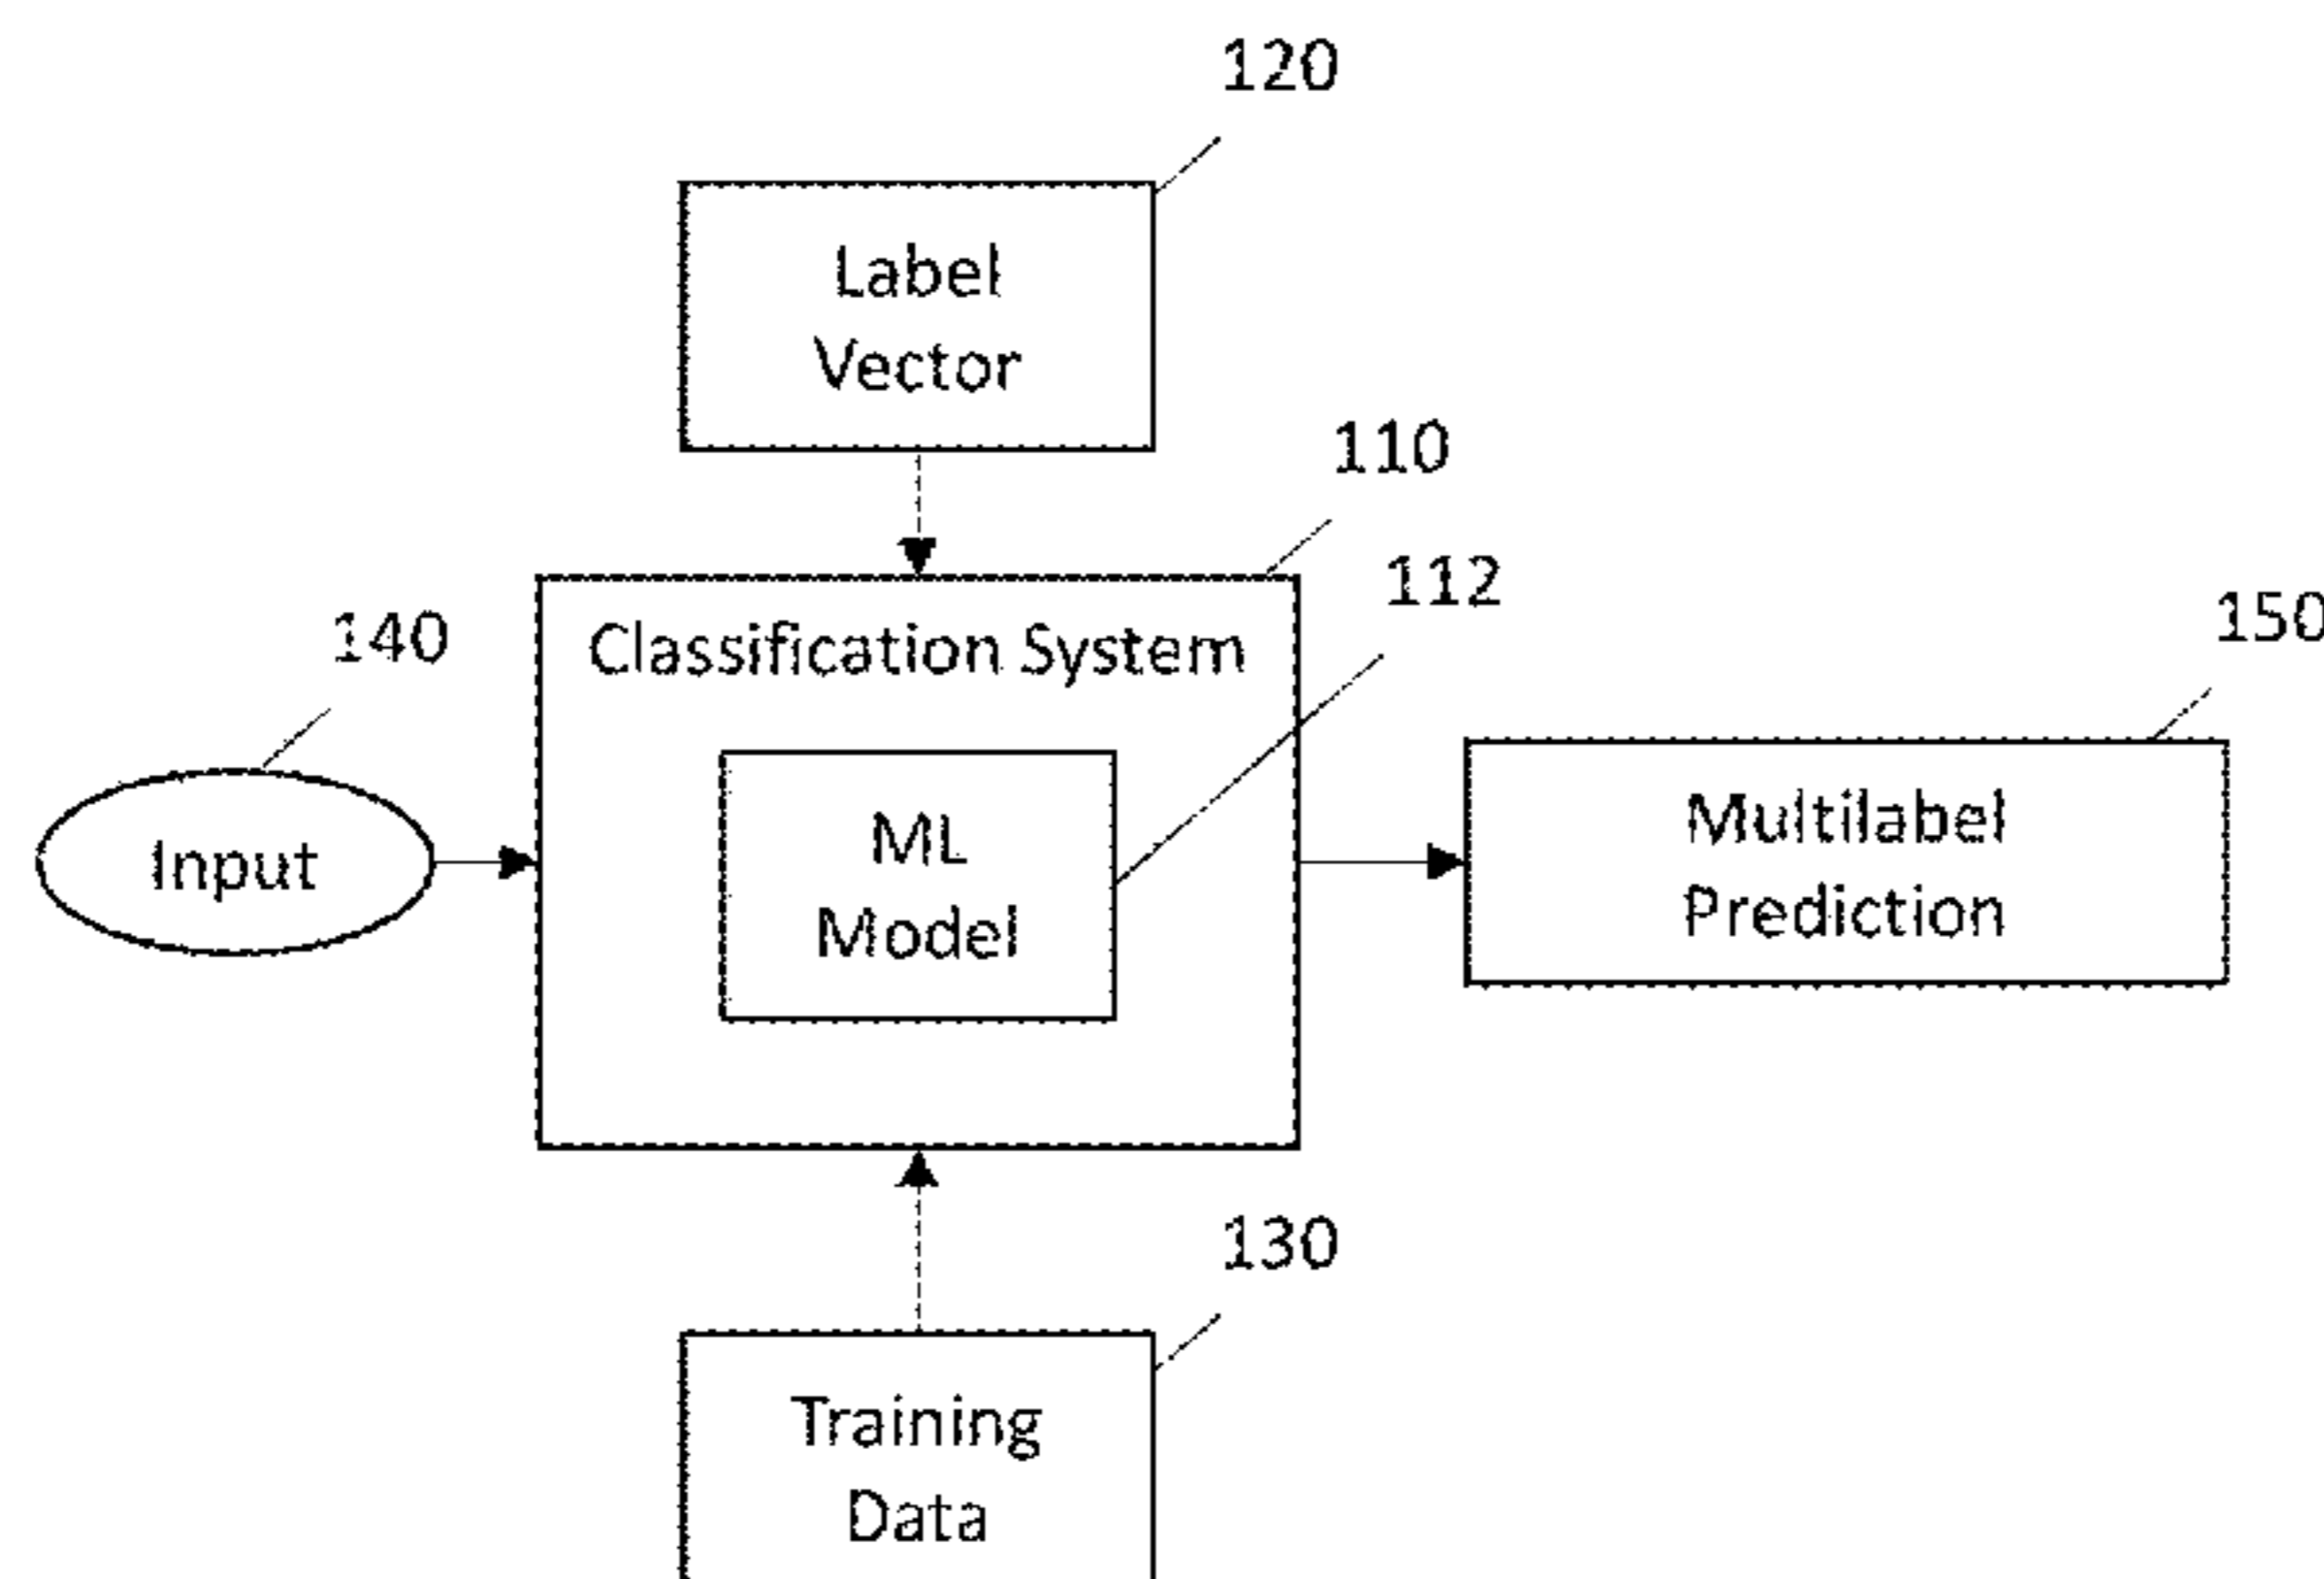 120
Label
Vector
110
112
Classification System
140
150
ML
Model
Input
Multilabel
Prediction
130
Training
Data